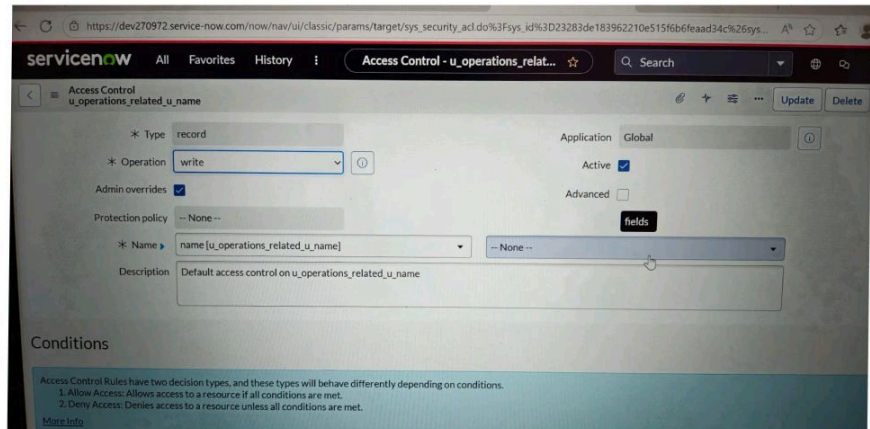 https://dev270972.service-now.com/now/nav/ui/classic/params/target/sys_security_acl.do%3Fsys_id%3D23283de183962210e515f6b6feaad34c%26sys...
servicenow All Favorites History Access Control - u_operations_relat... Search
Access Control
u_operations_related_u_name
Update Delete
* Type record
Application Global
* Operation write
Active
Admin overrides
Advanced
Protection policy -- None --
fields
* Name name [u_operations_related_u_name] -- None --
Description Default access control on u_operations_related_u_name
Conditions
Access Control Rules have two decision types, and these types will behave differently depending on conditions.
1. Allow Access: Allows access to a resource if all conditions are met.
2. Deny Access: Denies access to a resource unless all conditions are met.
More Info